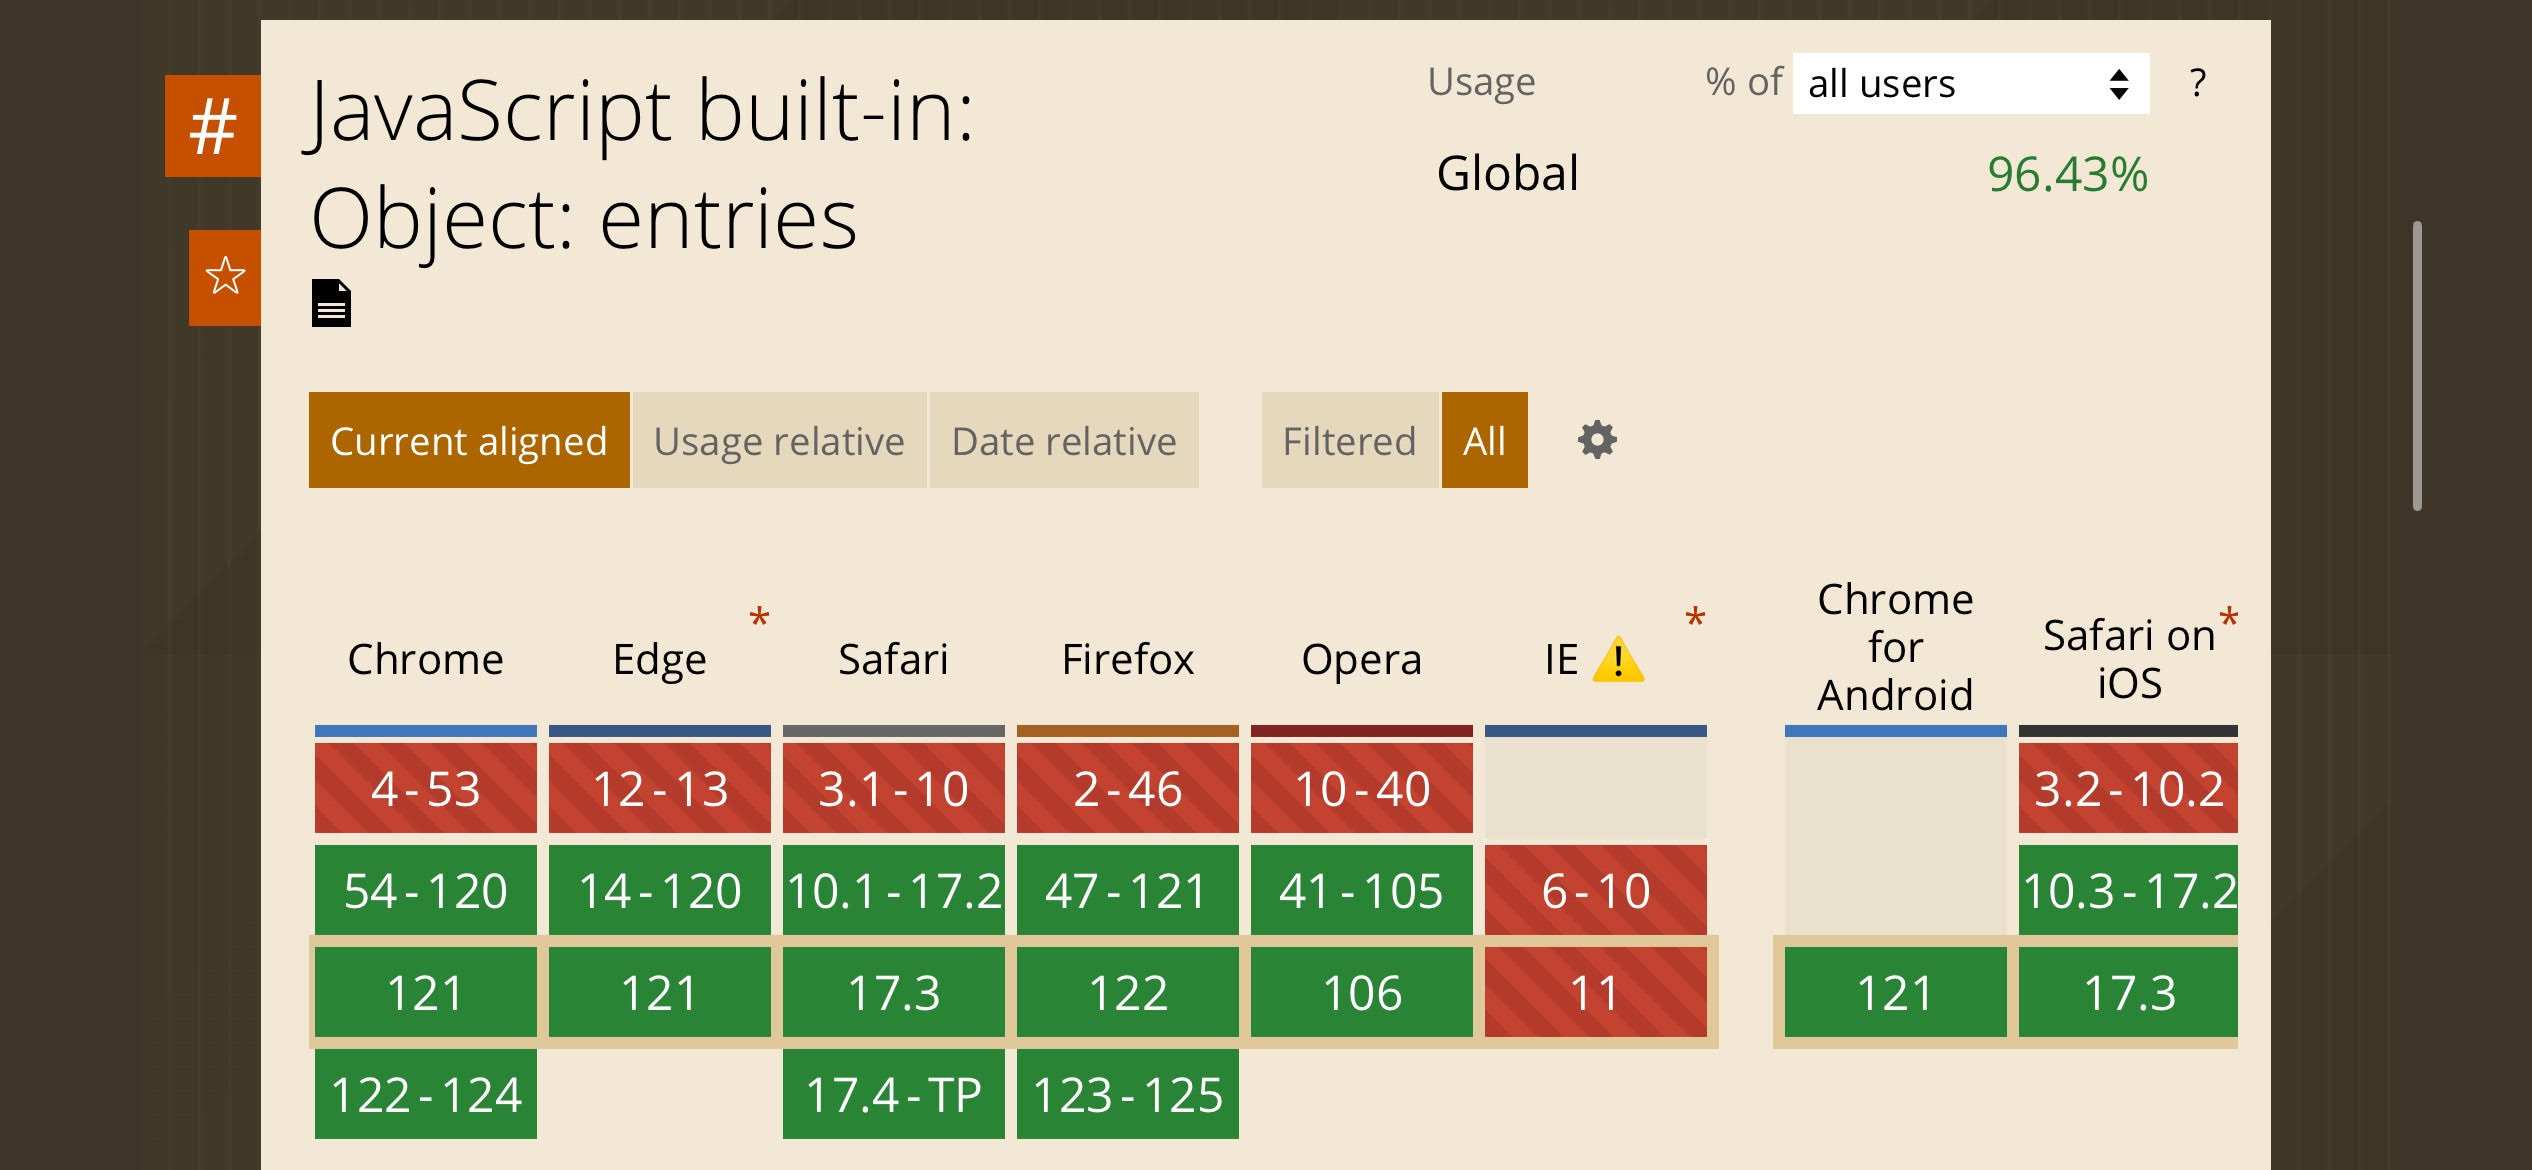 #
JavaScript built-in:
Object: entries
Usage % of all users ?
Global 96.43%
Current aligned Usage relative Date relative Filtered All
Chrome Edge * Safari Firefox Opera IE ⚠️ * Chrome for Android Safari on iOS *
4-53 12-13 3.1-10 2-46 10-40 3.2-10.2
54-120 14-120 10.1-17.2 47-121 41-105 6-10 10.3-17.2
121 121 17.3 122 106 11 121 17.3
122-124 17.4-TP 123-125